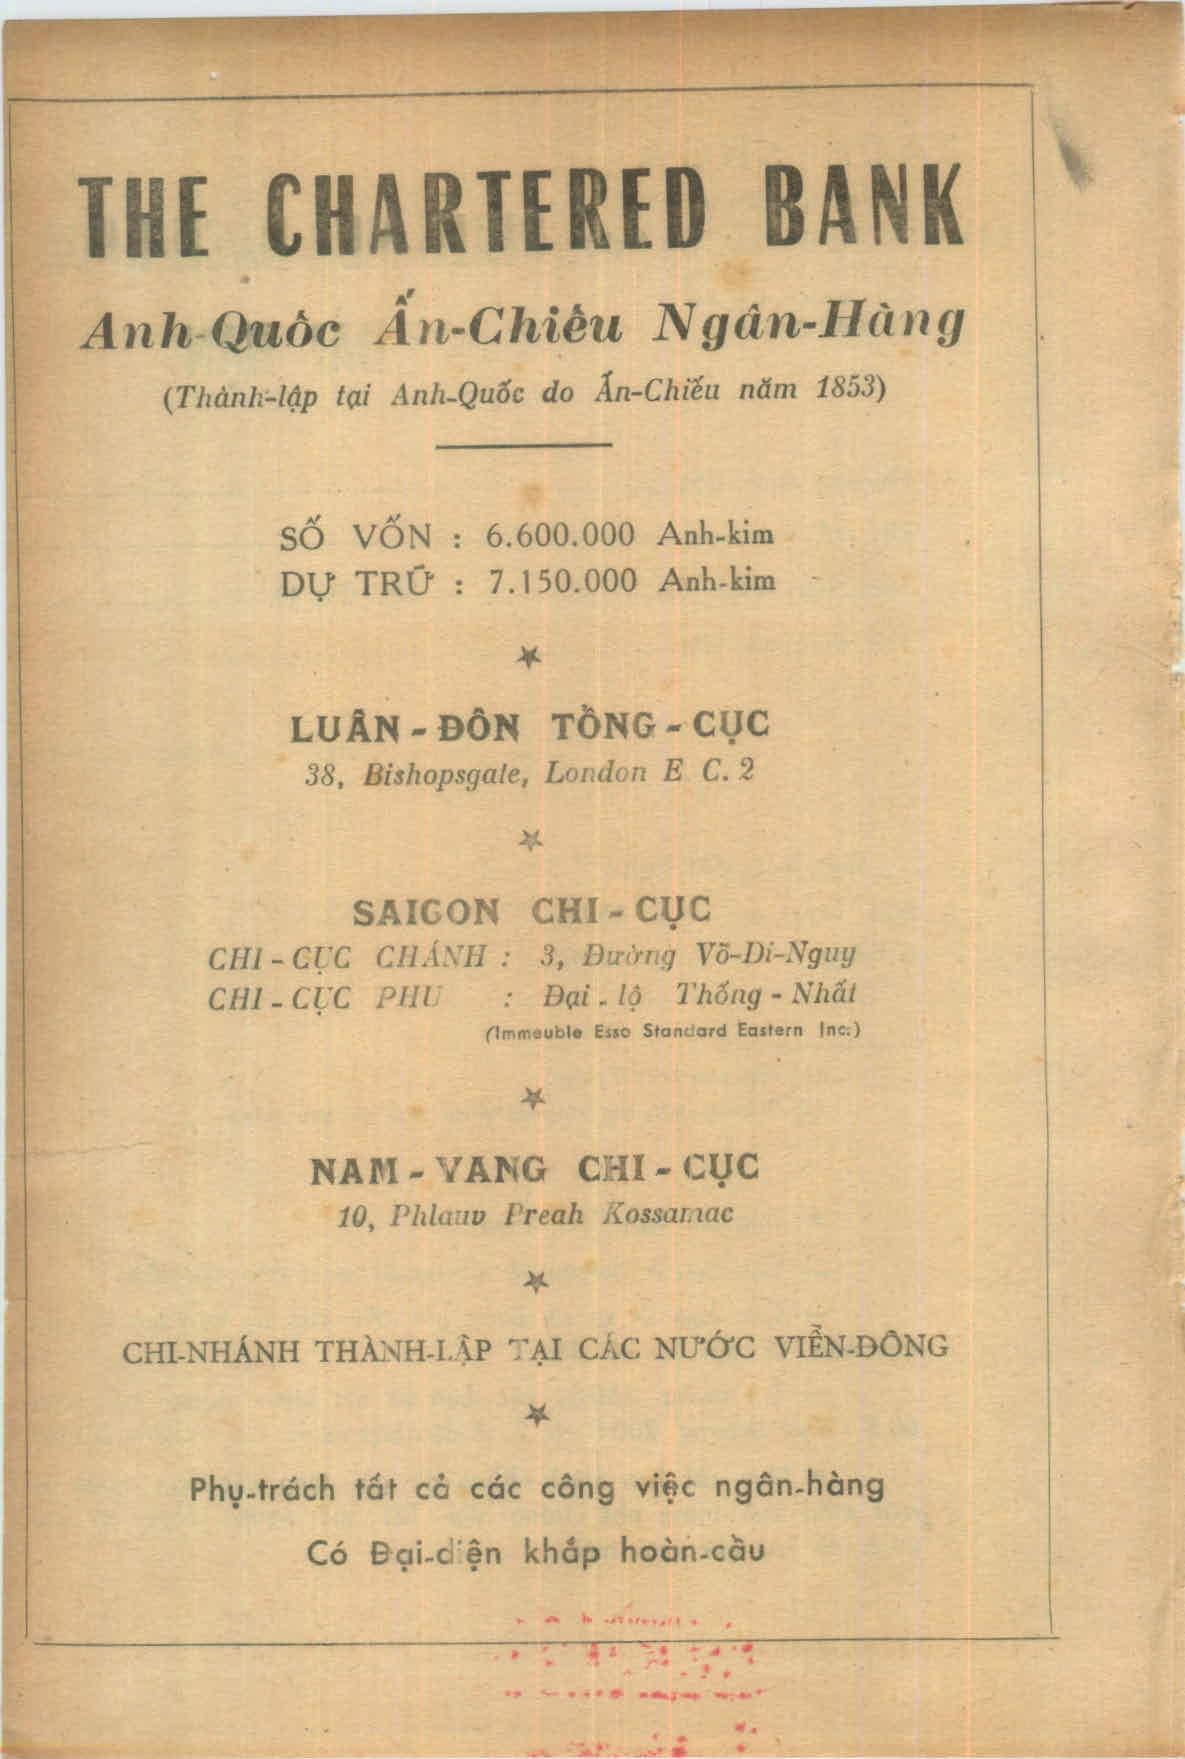 THE CHARTERED BANK
Anh-Quốc Ấn-Chiếu Ngân-Hàng
(Thành-lập tại Anh-Quốc do Ấn-Chiếu năm 1853)
SỐ VỐN : 6.600.000 Anh-kim
DỰ TRỮ : 7.150.000 Anh-kim
LUÂN - ĐÔN TỔNG - CỤC
38, Bishopsgate, London E C. 2
SAIGON CHI - CỤC
CHI - CỤC CHÁNH : 3, Đường Võ-Di-Nguy
CHI - CỤC PHU : Đại - lộ Thống - Nhất
(Immeuble Esso Standard Eastern Inc.)
NAM - VANG CHI - CỤC
10, Phlauv Preah Kossamac
CHI-NHÁNH THÀNH-LẬP TẠI CÁC NƯỚC VIỄN-ĐÔNG
Phụ-trách tất cả các công việc ngân-hàng
Có Đại-diện khắp hoàn-cầu